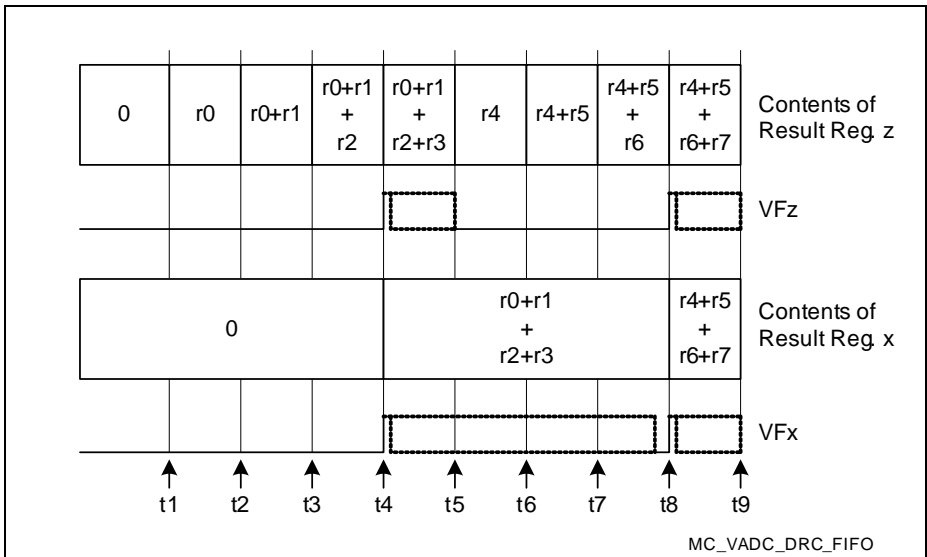 0
r0
r0+r1
r0+r1
+
r2
r0+r1
+
r2+r3
r4
r4+r5
r4+r5
+
r6
r4+r5
+
r6+r7
Contents of
Result Reg. z
VFz
0
r0+r1
+
r2+r3
r4+r5
+
r6+r7
Contents of
Result Reg. x
VFx
t1 t2 t3 t4 t5 t6 t7 t8 t9
MC_VADC_DRC_FIFO